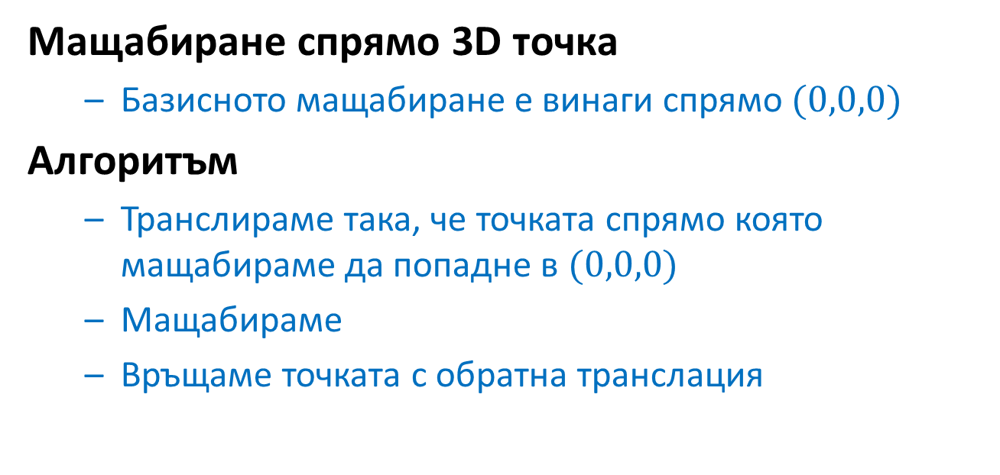 Мащабиране спрямо 3D точка
– Базисното мащабиране е винаги спрямо (0,0,0)
Алгоритъм
– Транслираме така, че точката спрямо която
мащабираме да попадне в (0,0,0)
– Мащабираме
– Връщаме точката с обратна транслация